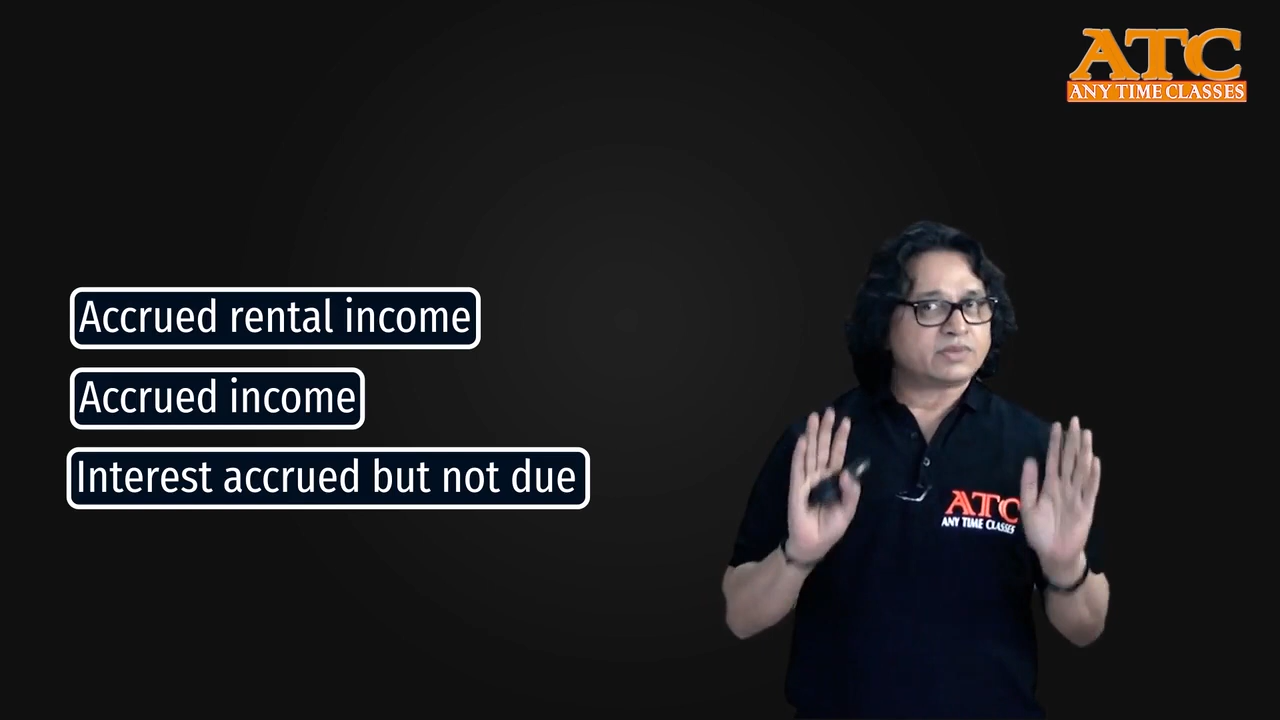 ATC
ANY TIME CLASSES
Accrued rental income
Accrued income
Interest accrued but not due
ATC
ANY TIME CLASSES